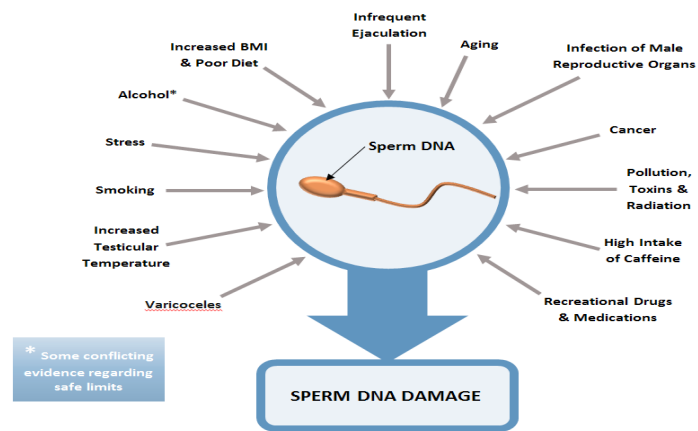 Infrequent
Ejaculation
Increased BMI
& Poor Diet
Aging
Infection of Male
Reproductive Organs
Alcohol*
Cancer
Stress
Sperm DNA
Pollution,
Toxins &
Radiation
Smoking
Increased
Testicular
Temperature
High Intake
of Caffeine
Varicoceles
Recreational Drugs
& Medications
* Some conflicting
evidence regarding
safe limits
SPERM DNA DAMAGE